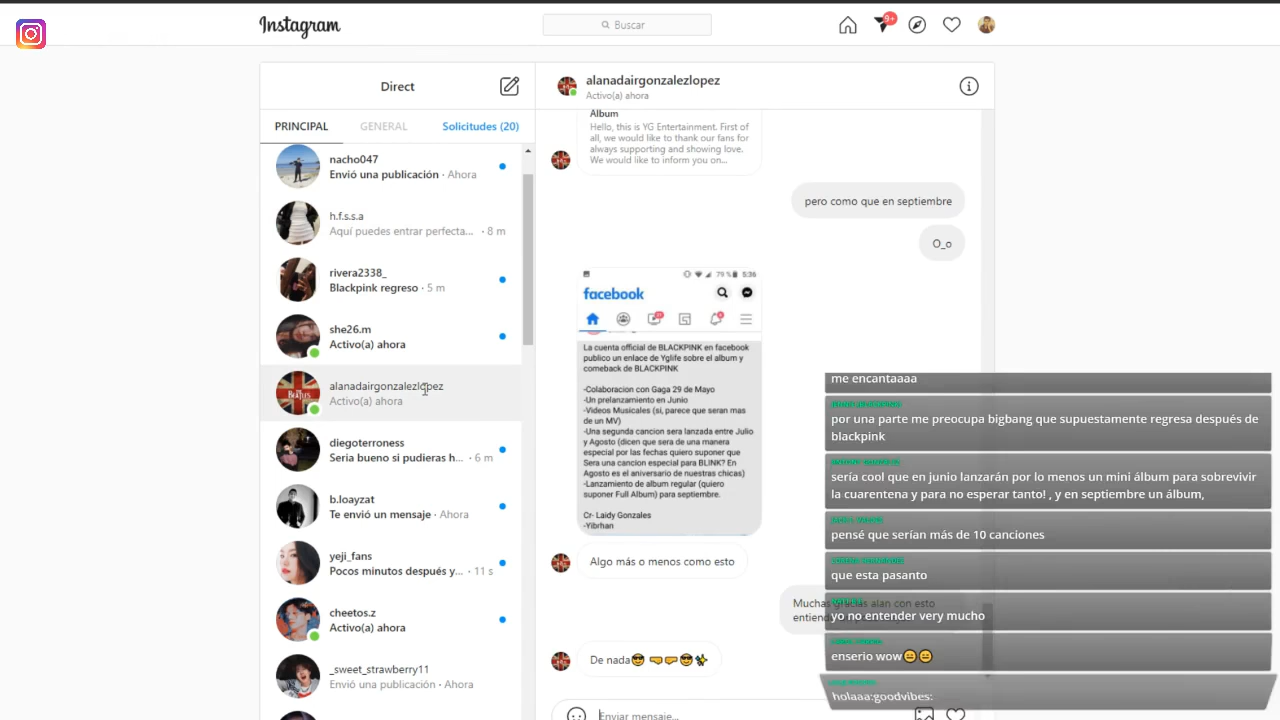 Instagram
Buscar
9+
Direct
PRINCIPAL
GENERAL
Solicitudes (20)
nacho047
Envió una publicación · Ahora
h.f.s.s.a
Aquí puedes entrar perfecta... · 8 m
rivera2338_
Blackpink regreso · 5 m
she26.m
Activo(a) ahora
alanadairgonzalezlopez
Activo(a) ahora
diegoterroness
Seria bueno si pudieras h... · 6 m
b.loayzat
Te envió un mensaje · Ahora
yeji_fans
Pocos minutos después y... · 11 s
cheetos.z
Activo(a) ahora
_sweet_strawberry11
Envió una publicación · Ahora
alanadairgonzalezlopez
Activo(a) ahora
Album
Hello, this is YG Entertainment. First of
all, we would like to thank our fans for
always supporting and showing love.
We would like to inform you on...
pero como que en septiembre
O_o
79 % 5:36
facebook
La cuenta official de BLACKPINK en facebook
publico un enlace de Yglife sobre el album y
comeback de BLACKPINK
-Colaboracion con Gaga 29 de Mayo
-Un prelanzamiento en Junio
-Videos Musicales (si, parece que seran mas
de un MV)
-Una segunda cancion sera lanzada entre Julio
y Agosto (dicen que sera de una manera
especial por las fechas quiero suponer que
Sera una cancion especial para BLINK? En
Agosto es el aniversario de nuestras chicas)
-Lanzamiento de album regular (quiero
suponer Full Album) para septiembre.
Cr- Laidy Gonzales
-Yibrhan
Algo más o menos como esto
Muchas gracias alan con esto
entiend
De nada😎 🤜🤛😎✨
Enviar mensaje...
me encantaaaa
por una parte me preocupa bigbang que supuestamente regresa después de
blackpink
sería cool que en junio lanzarán por lo menos un mini álbum para sobrevivir
la cuarentena y para no esperar tanto! , y en septiembre un álbum,
pensé que serían más de 10 canciones
que esta pasanto
yo no entender very mucho
enserio wow😑😑
holaaa:goodvibes: